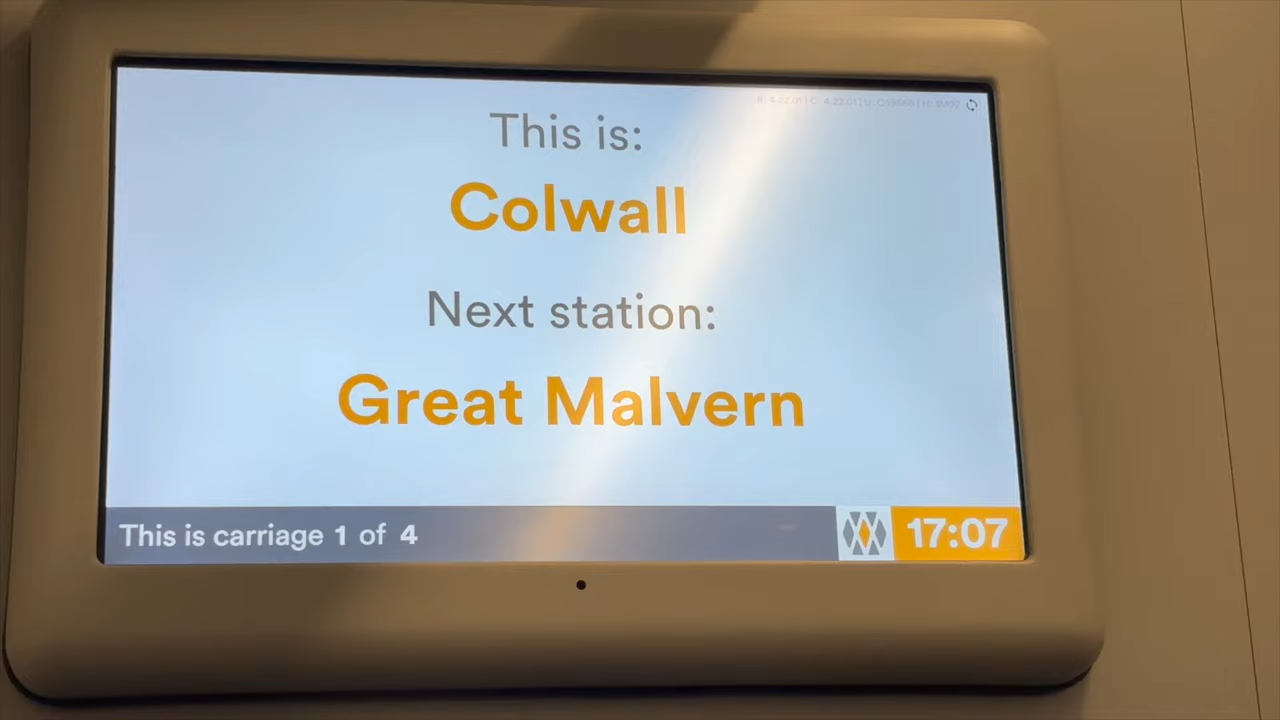 This is:
Colwall
Next station:
Great Malvern
This is carriage 1 of 4
17:07